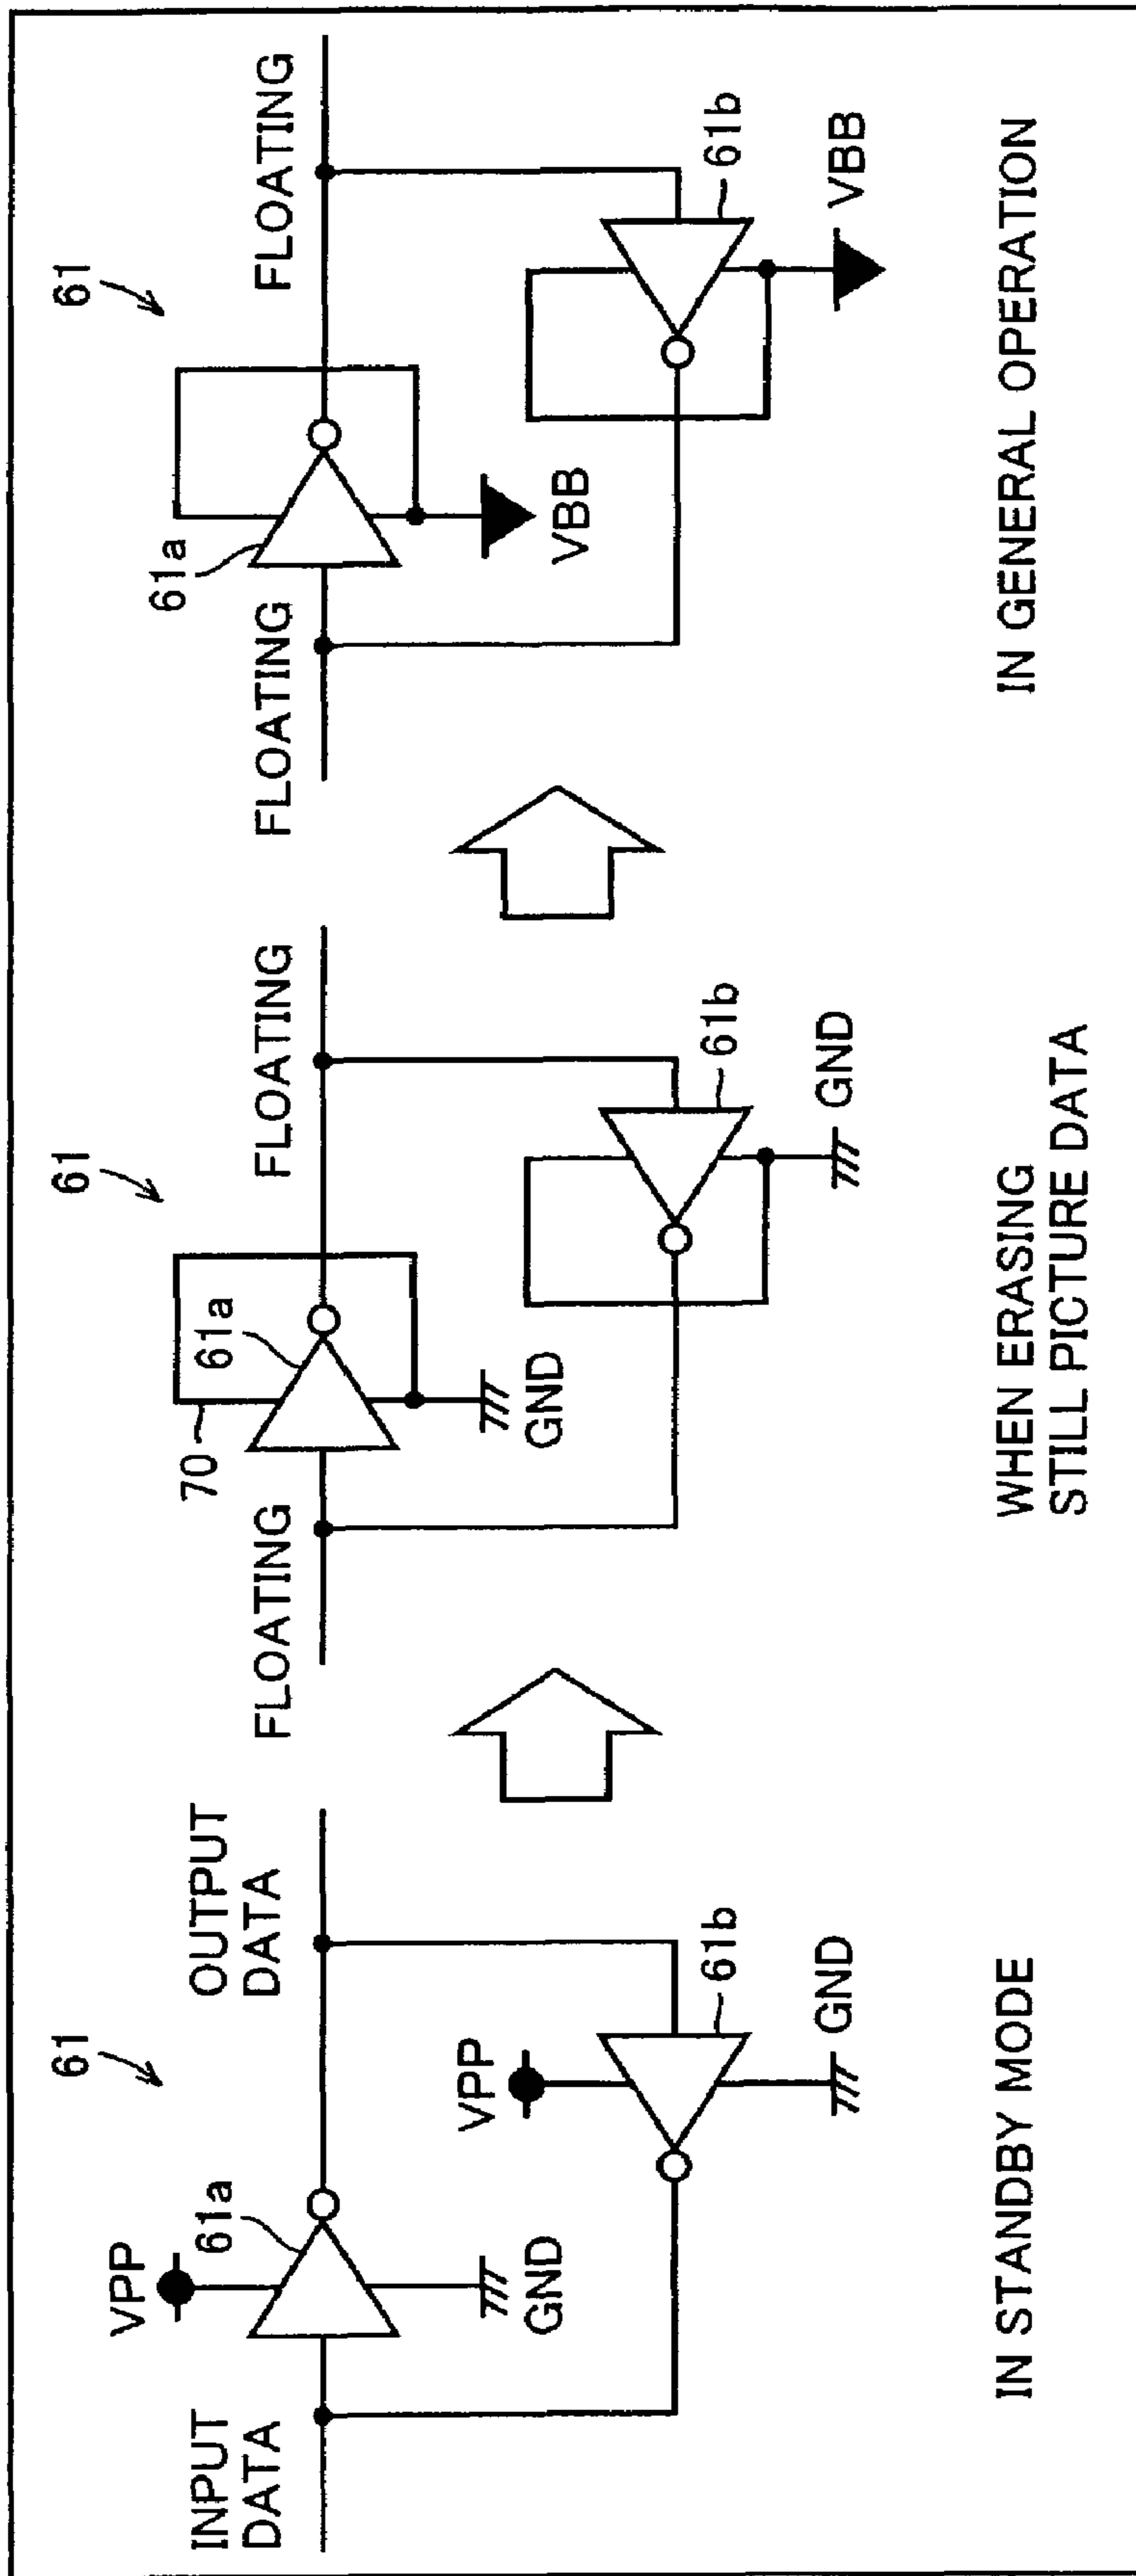 61
VPP
61a
INPUT
DATA
OUTPUT
DATA
GND
VPP
61b
GND
IN STANDBY MODE
61
70
61a
FLOATING
FLOATING
GND
61b
GND
WHEN ERASING
STILL PICTURE DATA
61
61a
FLOATING
FLOATING
VBB
61b
VBB
IN GENERAL OPERATION